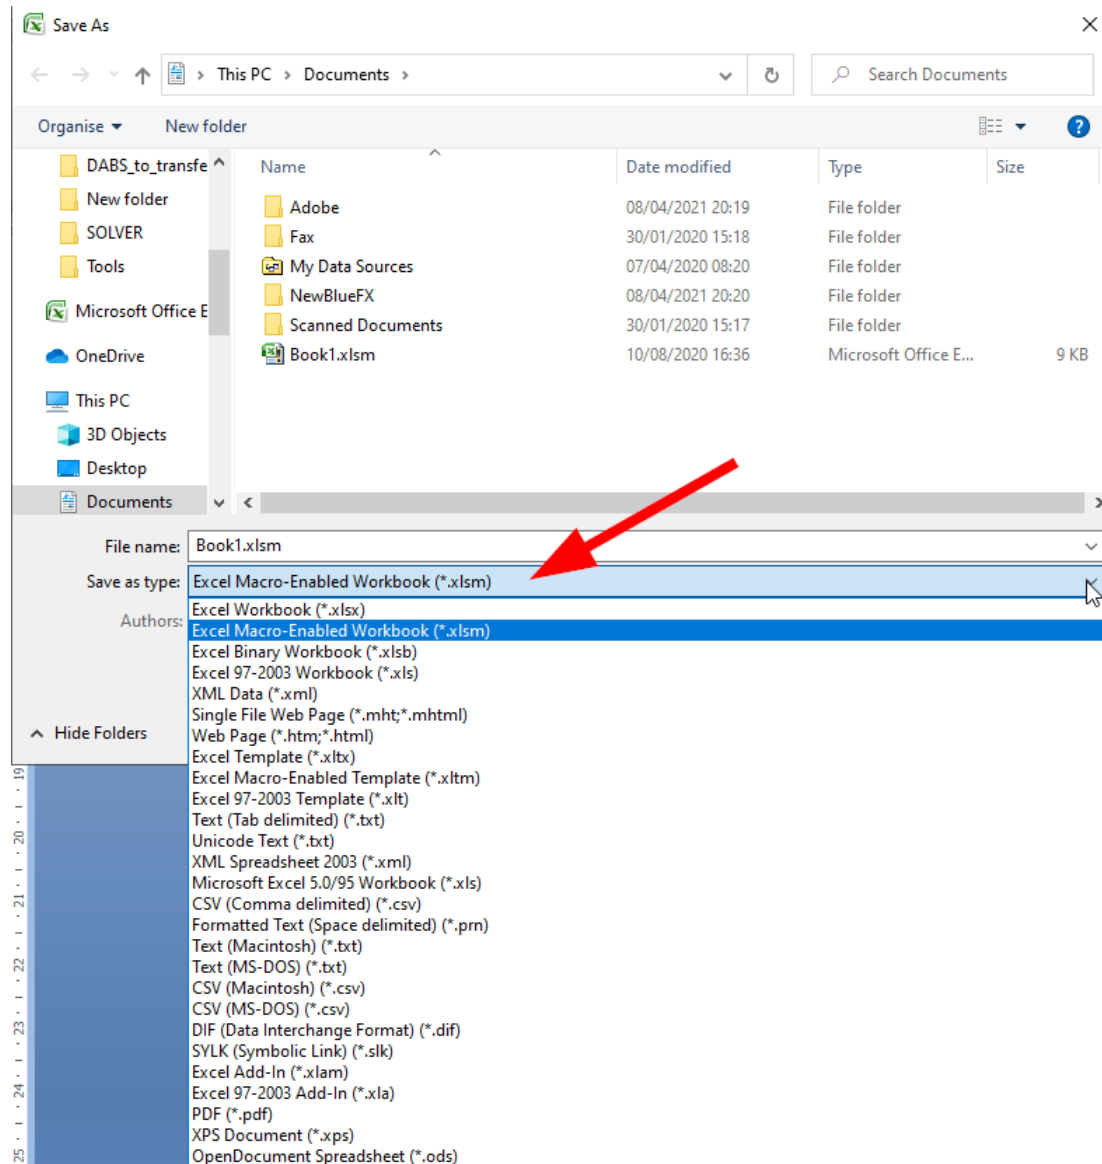 Save As
This PC > Documents >
Search Documents
Organise
New folder
?
DABS_to_transfe
New folder
SOLVER
Tools
Microsoft Office E
OneDrive
This PC
3D Objects
Desktop
Documents
Name Date modified Type Size
Adobe 08/04/2021 20:19 File folder
Fax 30/01/2020 15:18 File folder
My Data Sources 07/04/2020 08:20 File folder
NewBlueFX 08/04/2021 20:20 File folder
Scanned Documents 30/01/2020 15:17 File folder
Book1.xlsm 10/08/2020 16:36 Microsoft Office E... 9 KB
File name: Book1.xlsm
Save as type: Excel Macro-Enabled Workbook (*.xlsm)
Authors:
Excel Workbook (*.xlsx)
Excel Macro-Enabled Workbook (*.xlsm)
Excel Binary Workbook (*.xlsb)
Excel 97-2003 Workbook (*.xls)
XML Data (*.xml)
Single File Web Page (*.mht;*.mhtml)
Web Page (*.htm;*.html)
Excel Template (*.xltx)
Excel Macro-Enabled Template (*.xltm)
Excel 97-2003 Template (*.xlt)
Text (Tab delimited) (*.txt)
Unicode Text (*.txt)
XML Spreadsheet 2003 (*.xml)
Microsoft Excel 5.0/95 Workbook (*.xls)
CSV (Comma delimited) (*.csv)
Formatted Text (Space delimited) (*.prn)
Text (Macintosh) (*.txt)
Text (MS-DOS) (*.txt)
CSV (Macintosh) (*.csv)
CSV (MS-DOS) (*.csv)
DIF (Data Interchange Format) (*.dif)
SYLK (Symbolic Link) (*.slk)
Excel Add-In (*.xlam)
Excel 97-2003 Add-In (*.xla)
PDF (*.pdf)
XPS Document (*.xps)
OpenDocument Spreadsheet (*.ods)
Hide Folders
19
20
21
22
23
24
25